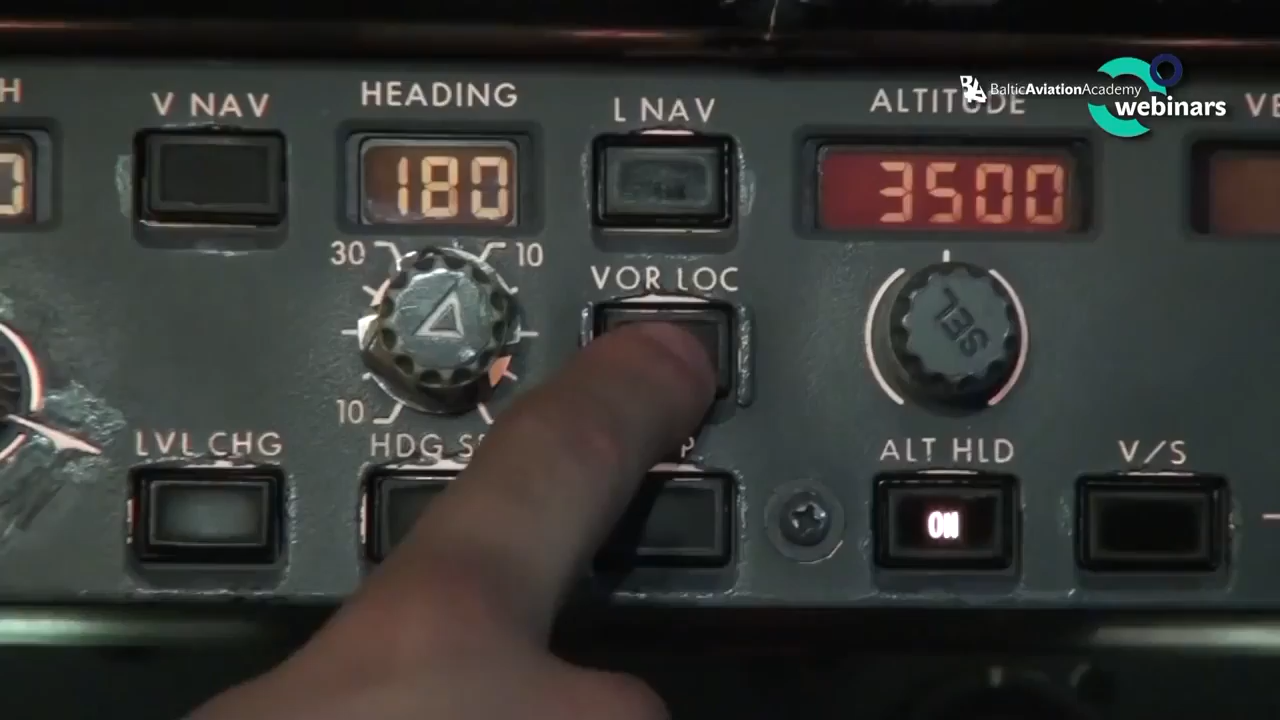 H
V NAV
HEADING
L NAV
ALTITUDE
BalticAviationAcademy
webinars
180
3500
30
10
VOR LOC
SEL
10
LVL CHG
HDG
ALT HLD
V/S
ON